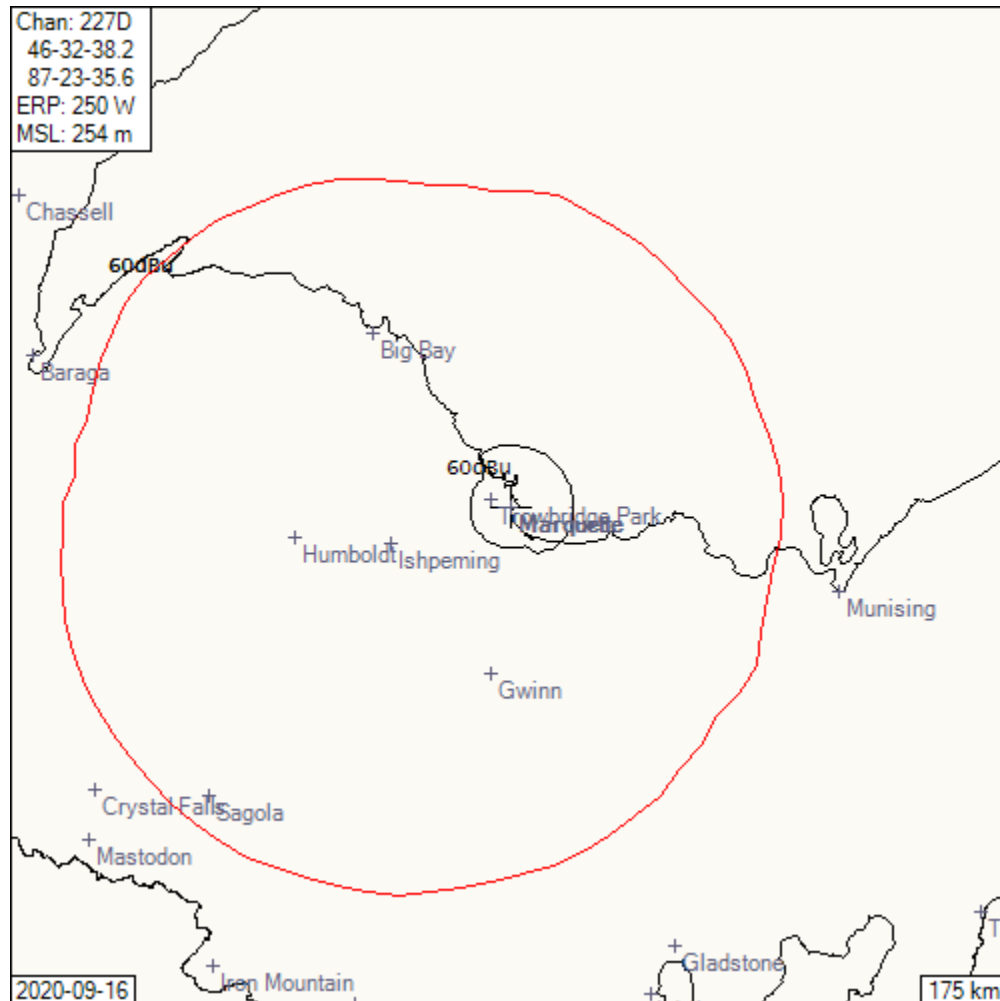 Chan: 227D
46-32-38.2
87-23-35.6
ERP: 250 W
MSL: 254 m
Chassell
60dBu
Baraga
Big Bay
60dBu
Trowbridge Park
Marquette
Humboldt
Ishpeming
Munising
Gwinn
Crystal Falls
Sagola
Mastodon
T
Gladstone
Iron Mountain
2020-09-16
175 km